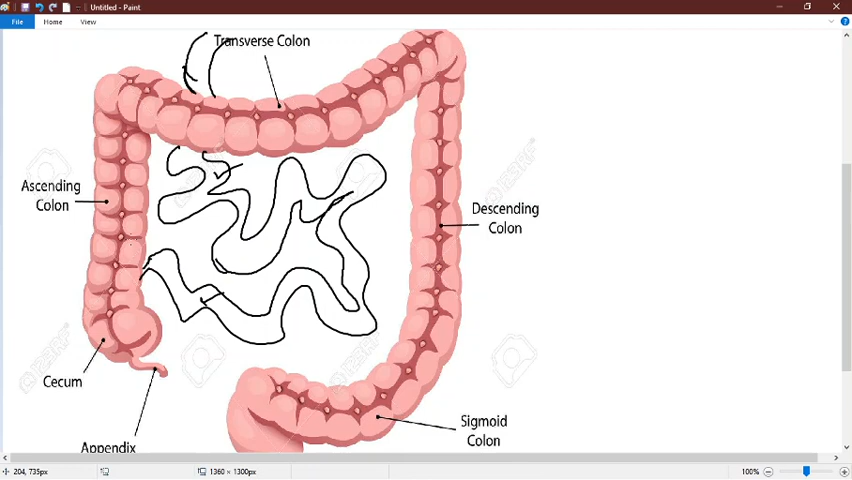 Untitled - Paint
File Home View
Transverse Colon
Ascending
Colon
Descending
Colon
Cecum
Sigmoid
Colon
Appendix
204, 735px
1360 × 1300px
100%